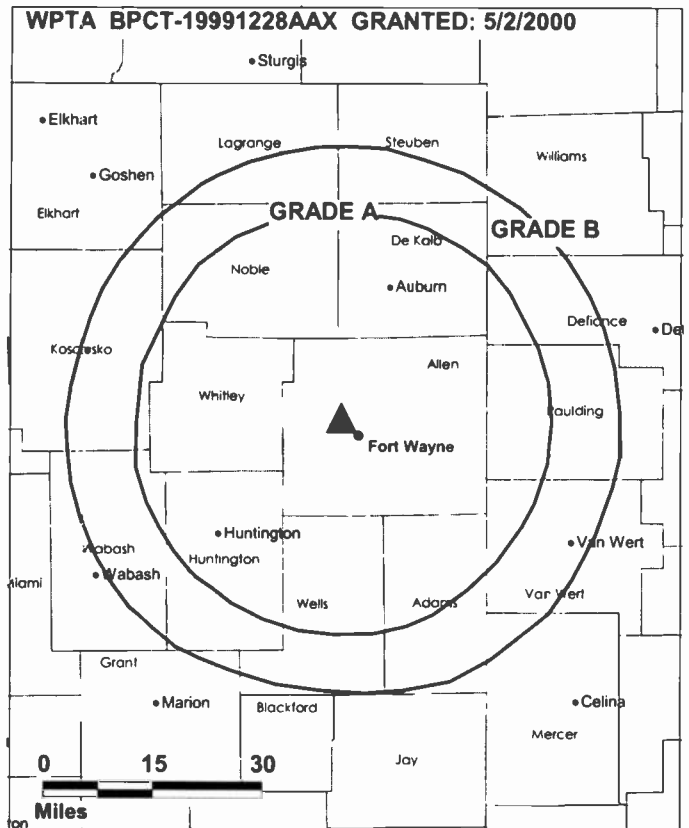 WPTA BPCT-19991228AAX GRANTED: 5/2/2000
Sturgis
Elkhart
Lagrange
Steuben
Williams
Goshen
Elkhart
GRADE A
GRADE B
De Kalb
Noble
Auburn
Defiance
Kosciusko
Allen
Whitley
Paulding
Fort Wayne
Huntington
Van Wert
Wabash
Huntington
Wabash
Van Wert
Wells
Adams
Grant
Marion
Blackford
Celina
Mercer
Jay
0 15 30
Miles